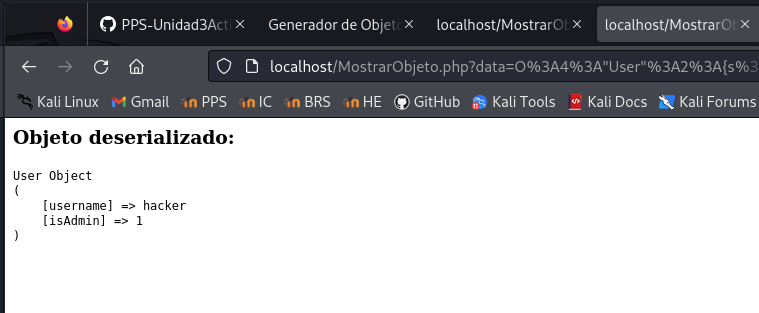 PPS-Unidad3Acti
Generador de Objeto
localhost/MostrarOb
localhost/MostrarOb
localhost/MostrarObjeto.php?data=O%3A4%3A"User"%3A2%3A{s%3
Kali Linux
Gmail
PPS
IC
BRS
HE
GitHub
Kali Tools
Kali Docs
Kali Forums
Objeto deserializado:
User Object
(
[username] => hacker
[isAdmin] => 1
)